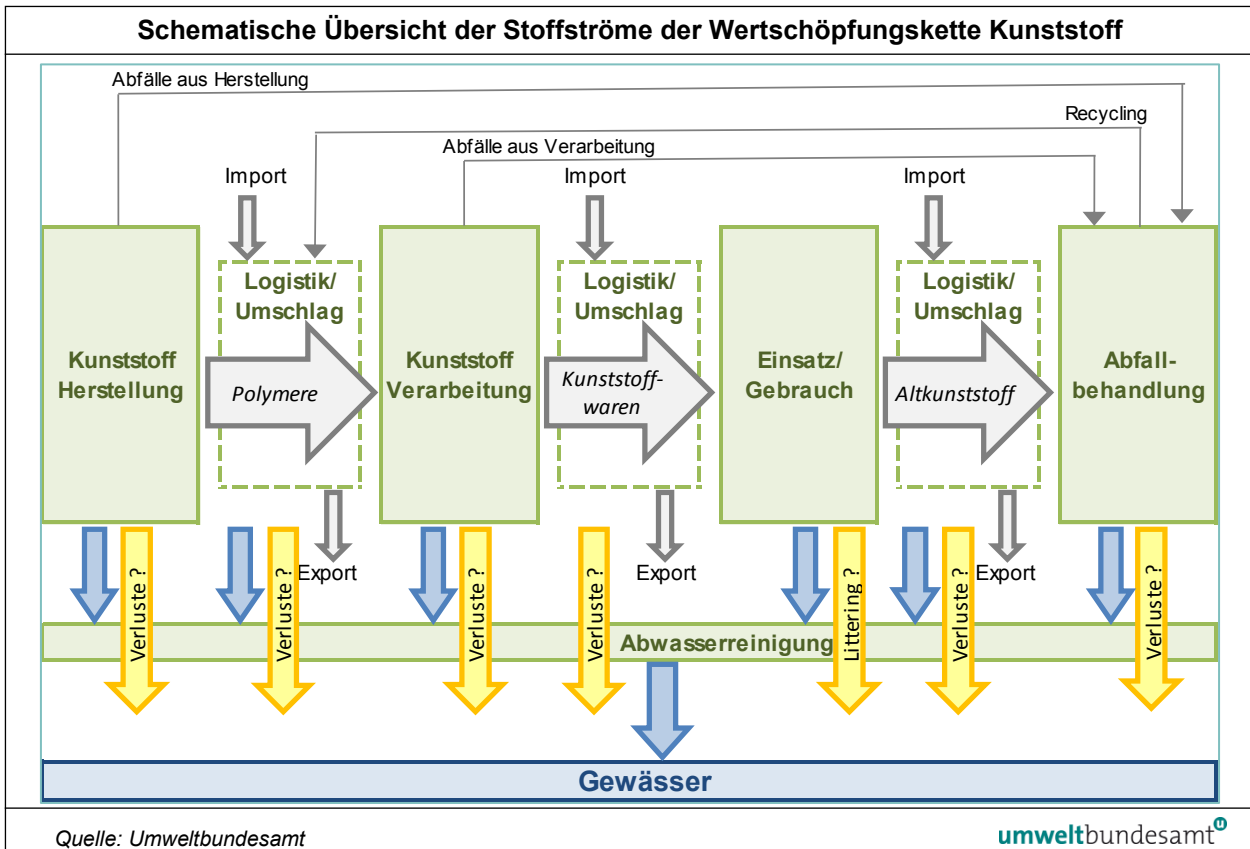 Schematische Übersicht der Stoffströme der Wertschöpfungskette Kunststoff
Abfälle aus Herstellung
Recycling
Abfälle aus Verarbeitung
Import
Import
Import
Kunststoff
Herstellung
Logistik/
Umschlag
Polymere
Kunststoff
Verarbeitung
Logistik/
Umschlag
Kunststoff-
waren
Einsatz/
Gebrauch
Logistik/
Umschlag
Altkunststoff
Abfall-
behandlung
Export
Export
Export
Verluste ?
Verluste ?
Verluste ?
Verluste ?
Littering ?
Verluste ?
Verluste ?
Abwasserreinigung
Gewässer
Quelle: Umweltbundesamt
umweltbundesamt
u